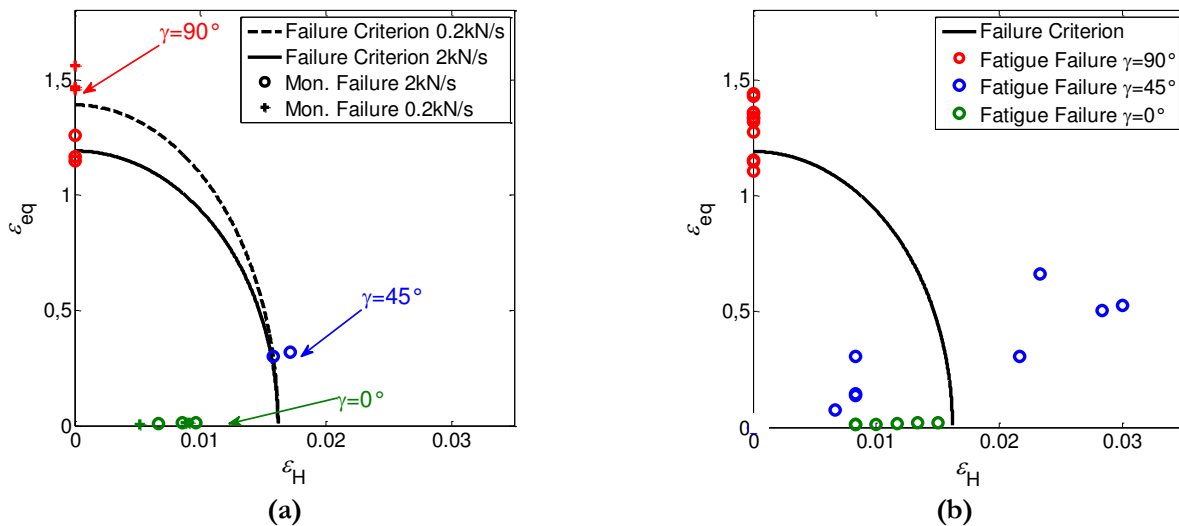 γ=90°
Failure Criterion 0.2kN/s
Failure Criterion 2kN/s
Mon. Failure 2kN/s
Mon. Failure 0.2kN/s
1,5
1
0,5
0
ε_eq
γ=45°
γ=0°
0
0.01
0.02
0.03
ε_H
(a)
Failure Criterion
Fatigue Failure γ=90°
Fatigue Failure γ=45°
Fatigue Failure γ=0°
1,5
1
0,5
0
ε_eq
0
0.01
0.02
0.03
ε_H
(b)